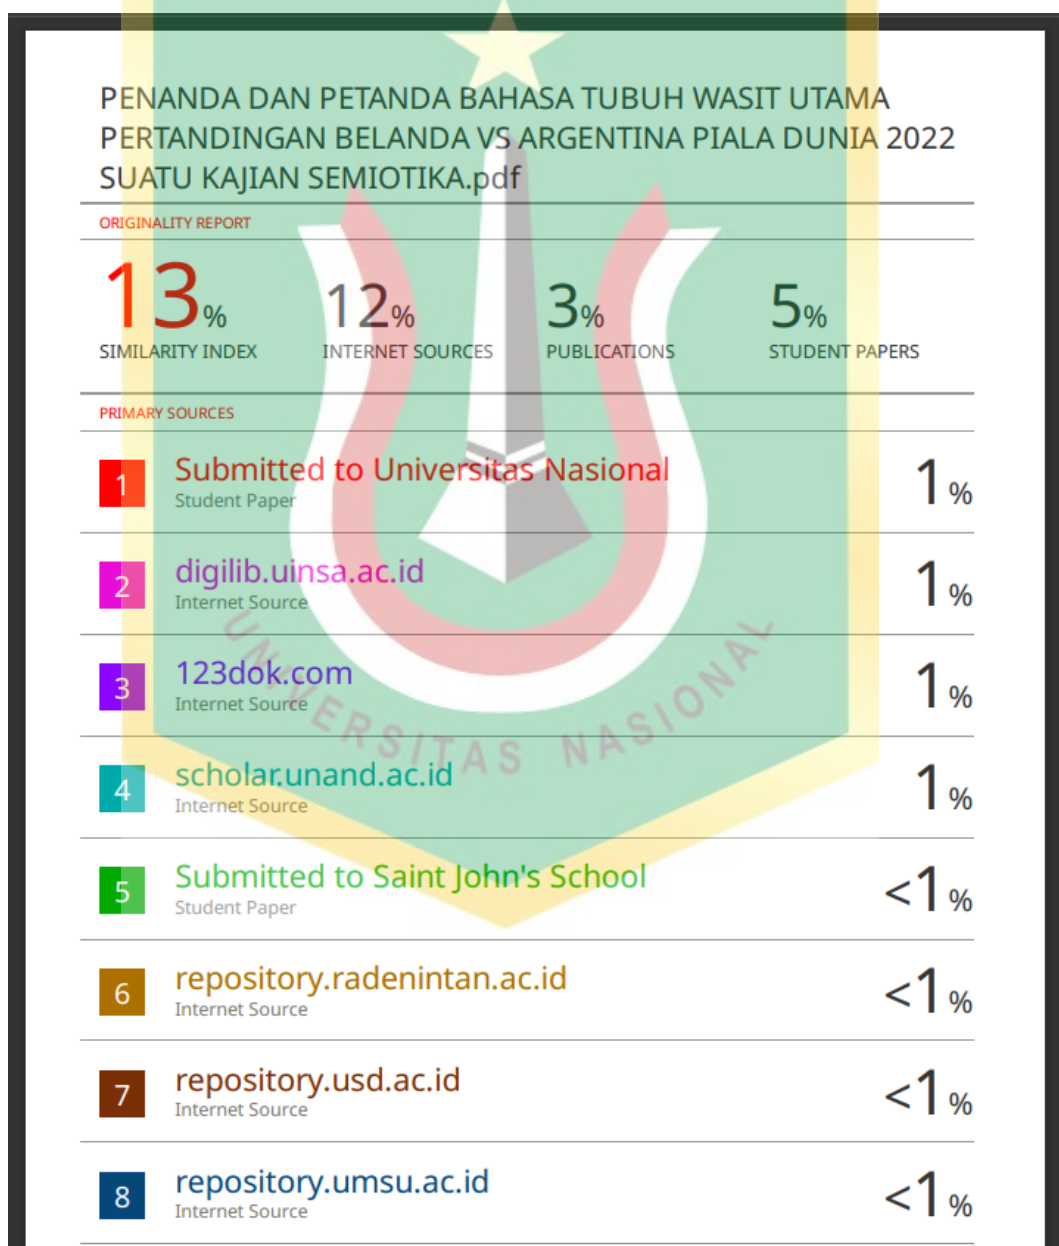 PENANDA DAN PETANDA BAHASA TUBUH WASIT UTAMA
PERTANDINGAN BELANDA VS ARGENTINA PIALA DUNIA 2022
SUATU KAJIAN SEMIOTIKA.pdf
ORIGINALITY REPORT
13% 12% 3% 5%
SIMILARITY INDEX INTERNET SOURCES PUBLICATIONS STUDENT PAPERS
PRIMARY SOURCES
1 Submitted to Universitas Nasional 1%
Student Paper
2 digilib.uinsa.ac.id 1%
Internet Source
3 123dok.com 1%
Internet Source
4 scholar.unand.ac.id 1%
Internet Source
5 Submitted to Saint John's School <1%
Student Paper
6 repository.radenintan.ac.id <1%
Internet Source
7 repository.usd.ac.id <1%
Internet Source
8 repository.umsu.ac.id <1%
Internet Source
UNIVERSITAS NASIONAL